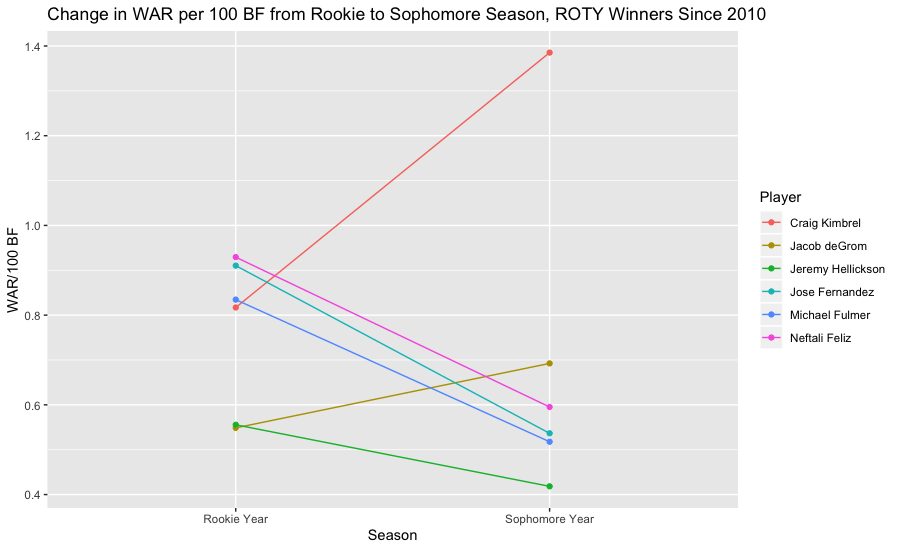 Change in WAR per 100 BF from Rookie to Sophomore Season, ROTY Winners Since 2010
WAR/100 BF
1.4
1.2
1.0
0.8
0.6
0.4
Rookie Year
Sophomore Year
Season
Player
Craig Kimbrel
Jacob deGrom
Jeremy Hellickson
Jose Fernandez
Michael Fulmer
Neftali Feliz